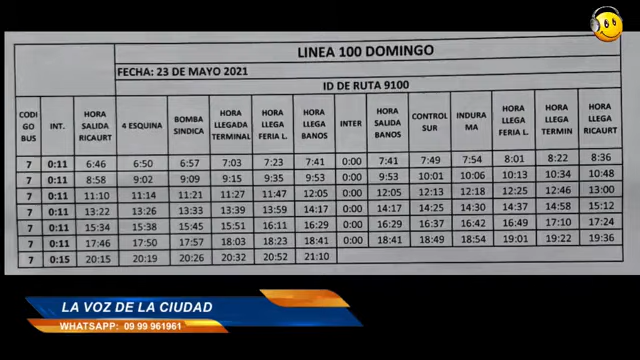 LINEA 100 DOMINGO
FECHA: 23 DE MAYO 2021
ID DE RUTA 9100
CODIGO BUS INT. HORA SALIDA RICAURT 4 ESQUINA BOMBA SINDICA HORA LLEGADA TERMINAL HORA LLEGA FERIA L. HORA LLEGA BANOS INTER HORA SALIDA BANOS CONTROL SUR INDURAMA HORA LLEGA FERIA L. HORA LLEGA TERMIN HORA LLEGA RICAURT
7 0:11 6:46 6:50 6:57 7:03 7:23 7:41 0:00 7:41 7:49 7:54 8:01 8:22 8:36
7 0:11 8:58 9:02 9:09 9:15 9:35 9:53 0:00 9:53 10:01 10:06 10:13 10:34 10:48
7 0:11 11:10 11:14 11:21 11:27 11:47 12:05 0:00 12:05 12:13 12:18 12:25 12:46 13:00
7 0:11 13:22 13:26 13:33 13:39 13:59 14:17 0:00 14:17 14:25 14:30 14:37 14:58 15:12
7 0:11 15:34 15:38 15:45 15:51 16:11 16:29 0:00 16:29 16:37 16:42 16:49 17:10 17:24
7 0:11 17:46 17:50 17:57 18:03 18:23 18:41 0:00 18:41 18:49 18:54 19:01 19:22 19:36
7 0:15 20:15 20:19 20:26 20:32 20:52 21:10
LA VOZ DE LA CIUDAD
WHATSAPP: 09 99 961961